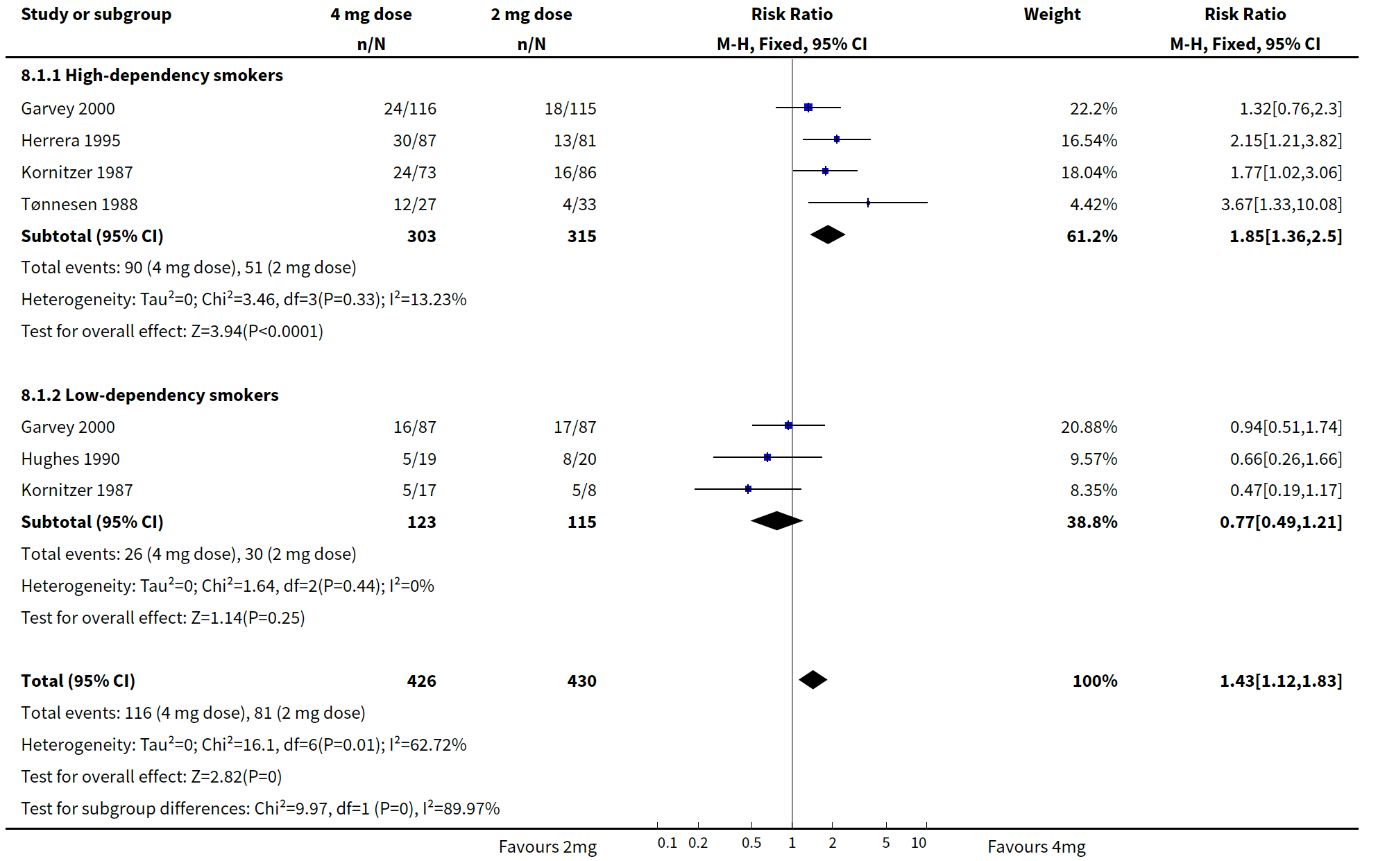 Study or subgroup 4 mg dose 2 mg dose Risk Ratio Weight Risk Ratio
n/N n/N M-H, Fixed, 95% CI M-H, Fixed, 95% CI
8.1.1 High-dependency smokers
Garvey 2000 24/116 18/115 22.2% 1.32[0.76,2.3]
Herrera 1995 30/87 13/81 16.54% 2.15[1.21,3.82]
Kornitzer 1987 24/73 16/86 18.04% 1.77[1.02,3.06]
Tønnesen 1988 12/27 4/33 4.42% 3.67[1.33,10.08]
Subtotal (95% CI) 303 315 61.2% 1.85[1.36,2.5]
Total events: 90 (4 mg dose), 51 (2 mg dose)
Heterogeneity: Tau²=0; Chi²=3.46, df=3(P=0.33); I²=13.23%
Test for overall effect: Z=3.94(P<0.0001)
8.1.2 Low-dependency smokers
Garvey 2000 16/87 17/87 20.88% 0.94[0.51,1.74]
Hughes 1990 5/19 8/20 9.57% 0.66[0.26,1.66]
Kornitzer 1987 5/17 5/8 8.35% 0.47[0.19,1.17]
Subtotal (95% CI) 123 115 38.8% 0.77[0.49,1.21]
Total events: 26 (4 mg dose), 30 (2 mg dose)
Heterogeneity: Tau²=0; Chi²=1.64, df=2(P=0.44); I²=0%
Test for overall effect: Z=1.14(P=0.25)
Total (95% CI) 426 430 100% 1.43[1.12,1.83]
Total events: 116 (4 mg dose), 81 (2 mg dose)
Heterogeneity: Tau²=0; Chi²=16.1, df=6(P=0.01); I²=62.72%
Test for overall effect: Z=2.82(P=0)
Test for subgroup differences: Chi²=9.97, df=1 (P=0), I²=89.97%
0.1 0.2 0.5 1 2 5 10
Favours 2mg Favours 4mg